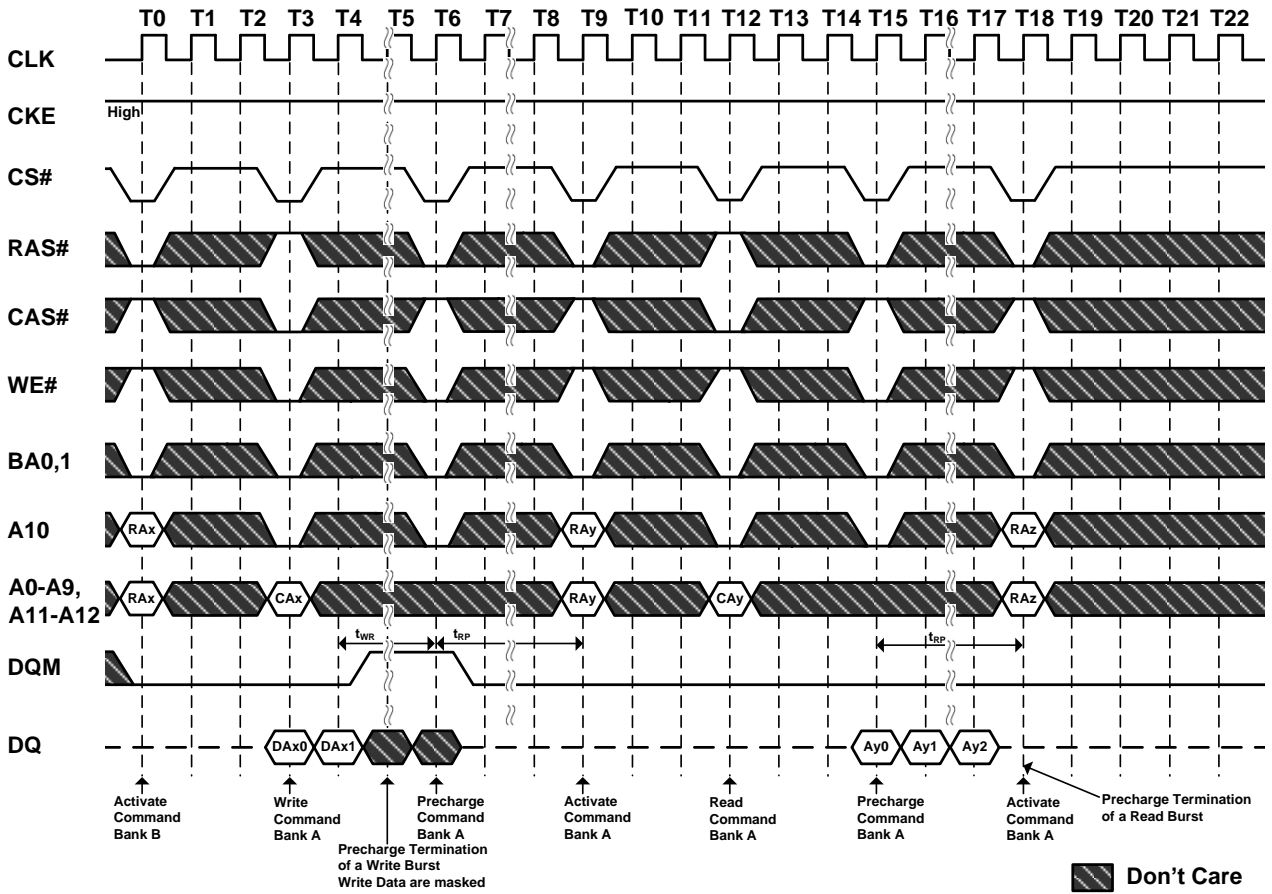 T0 T1 T2 T3 T4 T5 T6 T7 T8 T9 T10 T11 T12 T13 T14 T15 T16 T17 T18 T19 T20 T21 T22
CLK
CKE High
CS#
RAS#
CAS#
WE#
BA0,1
A10 RAx RAy RAz
A0-A9,
A11-A12 RAx CAx RAy CAy RAz
tWR tRP tRP
DQM
DQ DAx0 DAx1 Ay0 Ay1 Ay2
Activate
Command
Bank B
Write
Command
Bank A
Precharge Termination
of a Write Burst
Write Data are masked
Precharge
Command
Bank A
Activate
Command
Bank A
Read
Command
Bank A
Precharge
Command
Bank A
Activate
Command
Bank A
Precharge Termination
of a Read Burst
Don't Care